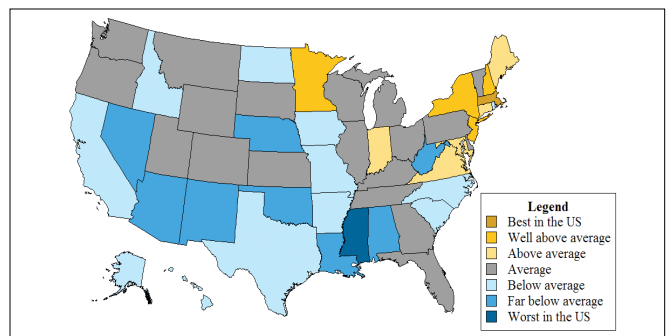 Legend
Best in the US
Well above average
Above average
Average
Below average
Far below average
Worst in the US